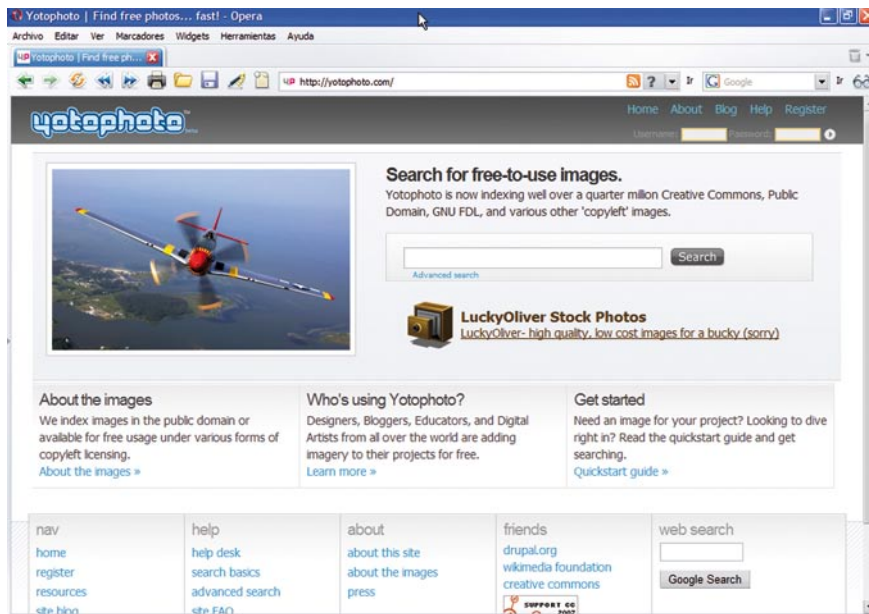 Yotophoto | Find free photos... fast! - Opera
Archivo Editar Ver Marcadores Widgets Herramientas Ayuda
Yotophoto | Find free ph...
http://yotophoto.com/
? Ir Google Ir
yotophoto
beta
Home About Blog Help Register
Username: Password:
Search for free-to-use images.
Yotophoto is now indexing well over a quarter million Creative Commons, Public
Domain, GNU FDL, and various other 'copyleft' images.
Search
Advanced search
LuckyOliver Stock Photos
LuckyOliver- high quality, low cost images for a bucky (sorry)
About the images
We index images in the public domain or
available for free usage under various forms of
copyleft licensing.
About the images »
Who's using Yotophoto?
Designers, Bloggers, Educators, and Digital
Artists from all over the world are adding
imagery to their projects for free.
Learn more »
Get started
Need an image for your project? Looking to dive
right in? Read the quickstart guide and get
searching.
Quickstart guide »
nav
home
register
resources
site blog
help
help desk
search basics
advanced search
site FAQ
about
about this site
about the images
press
friends
drupal.org
wikimedia foundation
creative commons
SUPPORT CC
2007
web search
Google Search